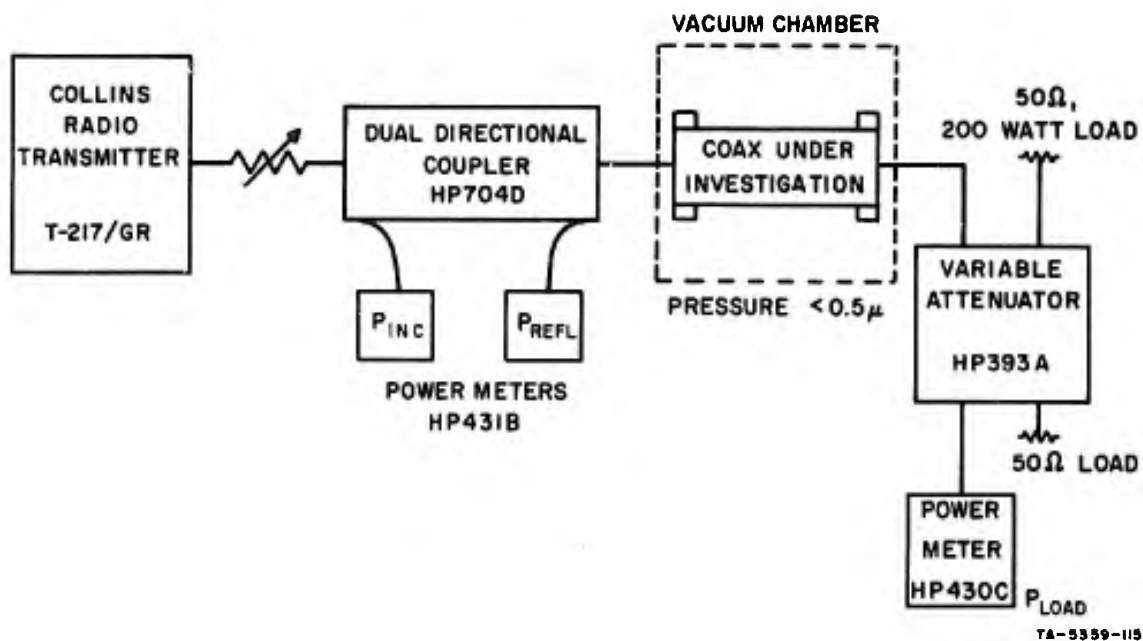 VACUUM CHAMBER
COLLINS
RADIO
TRANSMITTER
T-217/GR
DUAL DIRECTIONAL
COUPLER
HP704D
COAX UNDER
INVESTIGATION
50Ω,
200 WATT LOAD
PINC
PREFL
POWER METERS
HP431B
PRESSURE <0.5μ
VARIABLE
ATTENUATOR
HP393A
50Ω LOAD
POWER
METER
HP430C
PLOAD
TA-5359-115